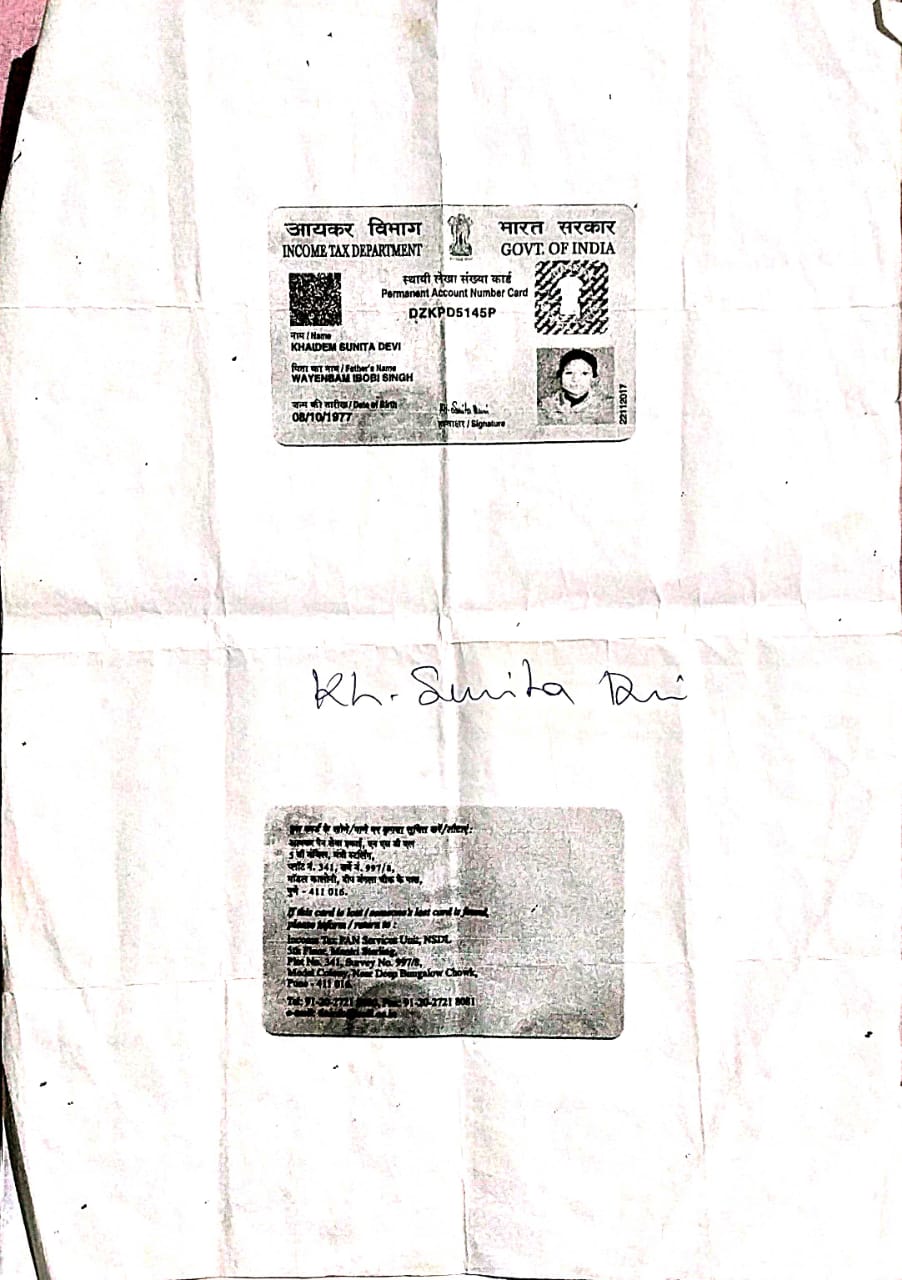 आयकर विभाग
INCOME TAX DEPARTMENT
भारत सरकार
GOVT. OF INDIA
स्थायी लेखा संख्या कार्ड
Permanent Account Number Card
DZKPD5145P
नाम / Name
KHAIDEM SUNITA DEVI
पिता का नाम / Father's Name
WAYENBAM IBOBI SINGH
जन्म की तारीख / Date of Birth
08/10/1977
Kh. Sunita Devi
हस्ताक्षर / Signature
22112017
Kh. Sunita Devi
इस कार्ड के खोने/पाने पर कृपया सूचित करें/लौटाएं:
आयकर पैन सेवा इकाई, एन एस डी एल
5 वी मंजिल, मंत्री स्टर्लिंग,
प्लॉट नं. 341, सर्वे नं. 997/8,
मॉडल कालोनी, दीप बंगला चौक के पास,
पुणे - 411 016.
If this card is lost / someone's lost card is found,
please inform / return to :
Income Tax PAN Services Unit, NSDL
5th Floor, Mantri Sterling,
Plot No. 341, Survey No. 997/8,
Model Colony, Near Deep Bungalow Chowk,
Pune - 411 016.
Tel: 91-20-2721 Fax: 91-20-2721 8081